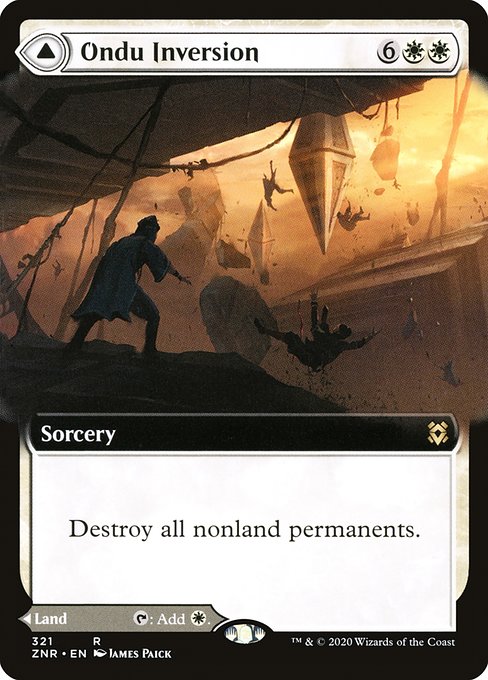 Ondu Inversion 6
Sorcery
Destroy all nonland permanents.
Land : Add .
321 R
ZNR • EN James Paick
™ & © 2020 Wizards of the Coast